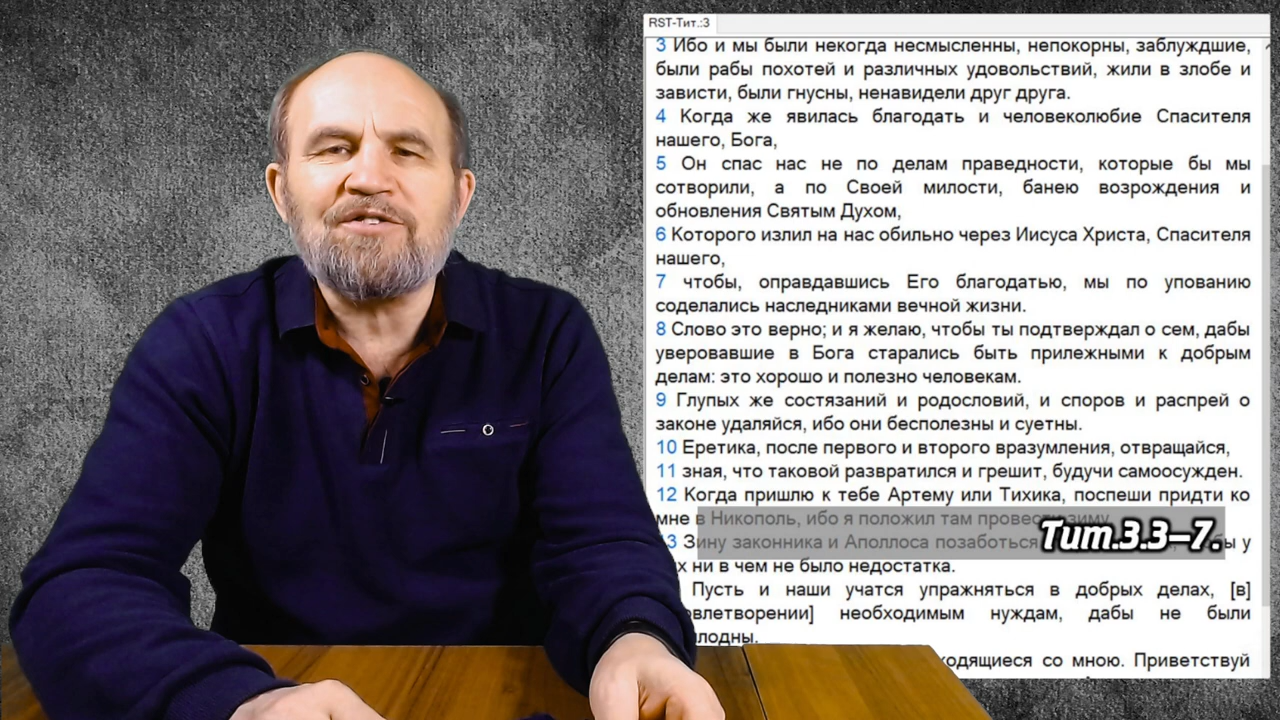 RST-Тит.:3
3 Ибо и мы были некогда несмысленны, непокорны, заблуждшие,
были рабы похотей и различных удовольствий, жили в злобе и
зависти, были гнусны, ненавидели друг друга.
4 Когда же явилась благодать и человеколюбие Спасителя
нашего, Бога,
5 Он спас нас не по делам праведности, которые бы мы
сотворили, а по Своей милости, банею возрождения и
обновления Святым Духом,
6 Которого излил на нас обильно через Иисуса Христа, Спасителя
нашего,
7 чтобы, оправдавшись Его благодатью, мы по упованию
соделались наследниками вечной жизни.
8 Слово это верно; и я желаю, чтобы ты подтверждал о сем, дабы
уверовавшие в Бога старались быть прилежными к добрым
делам: это хорошо и полезно человекам.
9 Глупых же состязаний и родословий, и споров и распрей о
законе удаляйся, ибо они бесполезны и суетны.
10 Еретика, после первого и второго вразумления, отвращайся,
11 зная, что таковой развратился и грешит, будучи самоосужден.
12 Когда пришлю к тебе Артему или Тихика, поспеши придти ко
мне в Никополь, ибо я положил там провести зиму.
Тит.3.3–7.
3 Зину законника и Аполлоса позаботься у
х ни в чем не было недостатка.
Пусть и наши учатся упражняться в добрых делах, [в]
овлетворении] необходимым нуждам, дабы не были
плодны.
ходящиеся со мною. Приветствуй